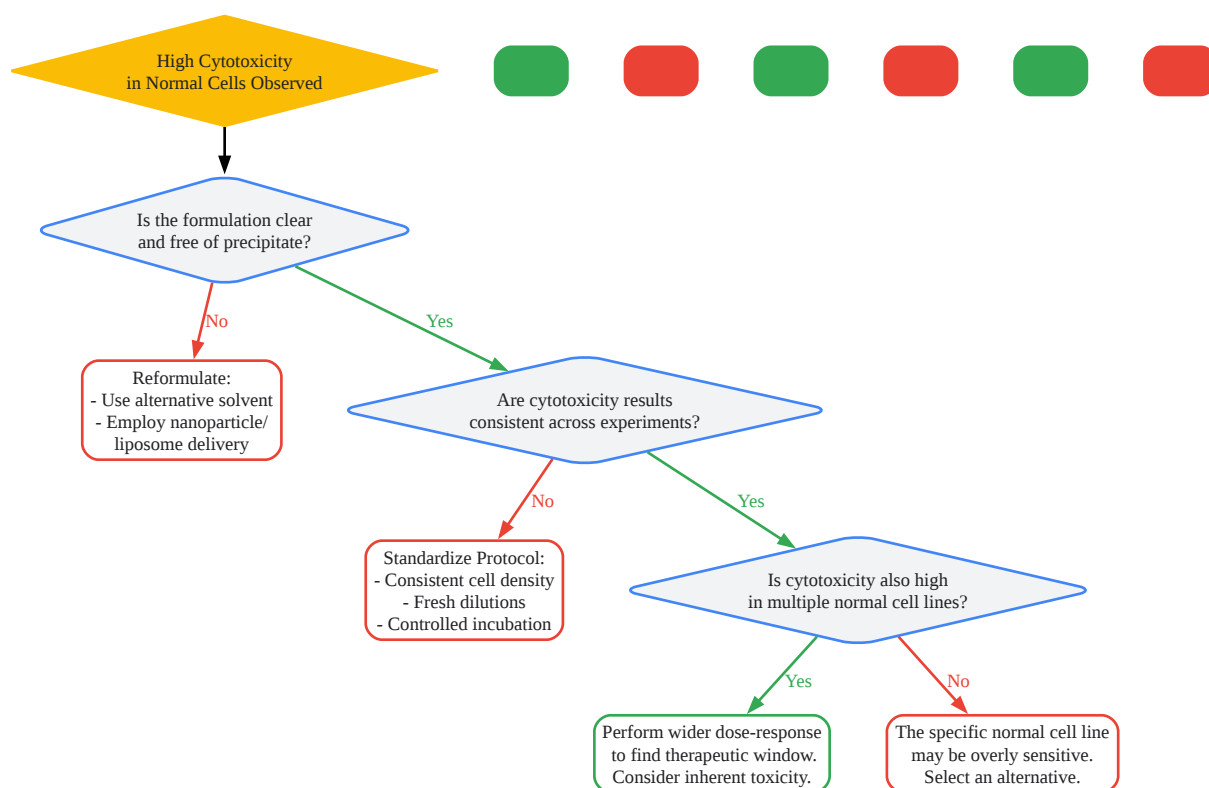 High Cytotoxicity
in Normal Cells Observed
Is the formulation clear
and free of precipitate?
No
Yes
Reformulate:
- Use alternative solvent
- Employ nanoparticle/
liposome delivery
Are cytotoxicity results
consistent across experiments?
No
Yes
Standardize Protocol:
- Consistent cell density
- Fresh dilutions
- Controlled incubation
Is cytotoxicity also high
in multiple normal cell lines?
Yes
No
Perform wider dose-response
to find therapeutic window.
Consider inherent toxicity.
The specific normal cell line
may be overly sensitive.
Select an alternative.